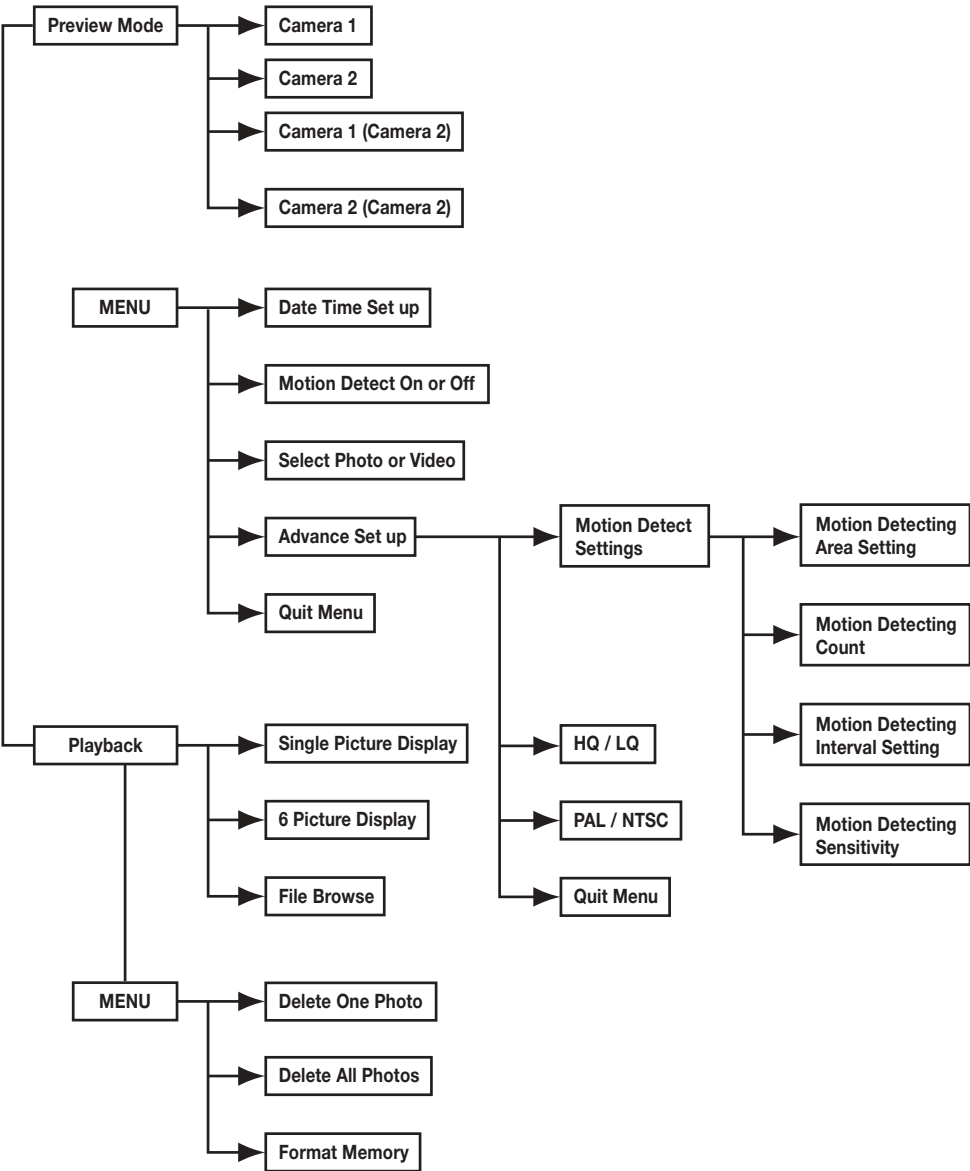 Preview Mode
Camera 1
Camera 2
Camera 1 (Camera 2)
Camera 2 (Camera 2)
MENU
Date Time Set up
Motion Detect On or Off
Select Photo or Video
Advance Set up
Quit Menu
Motion Detect
Settings
HQ / LQ
PAL / NTSC
Quit Menu
Motion Detecting
Area Setting
Motion Detecting
Count
Motion Detecting
Interval Setting
Motion Detecting
Sensitivity
Playback
Single Picture Display
6 Picture Display
File Browse
MENU
Delete One Photo
Delete All Photos
Format Memory